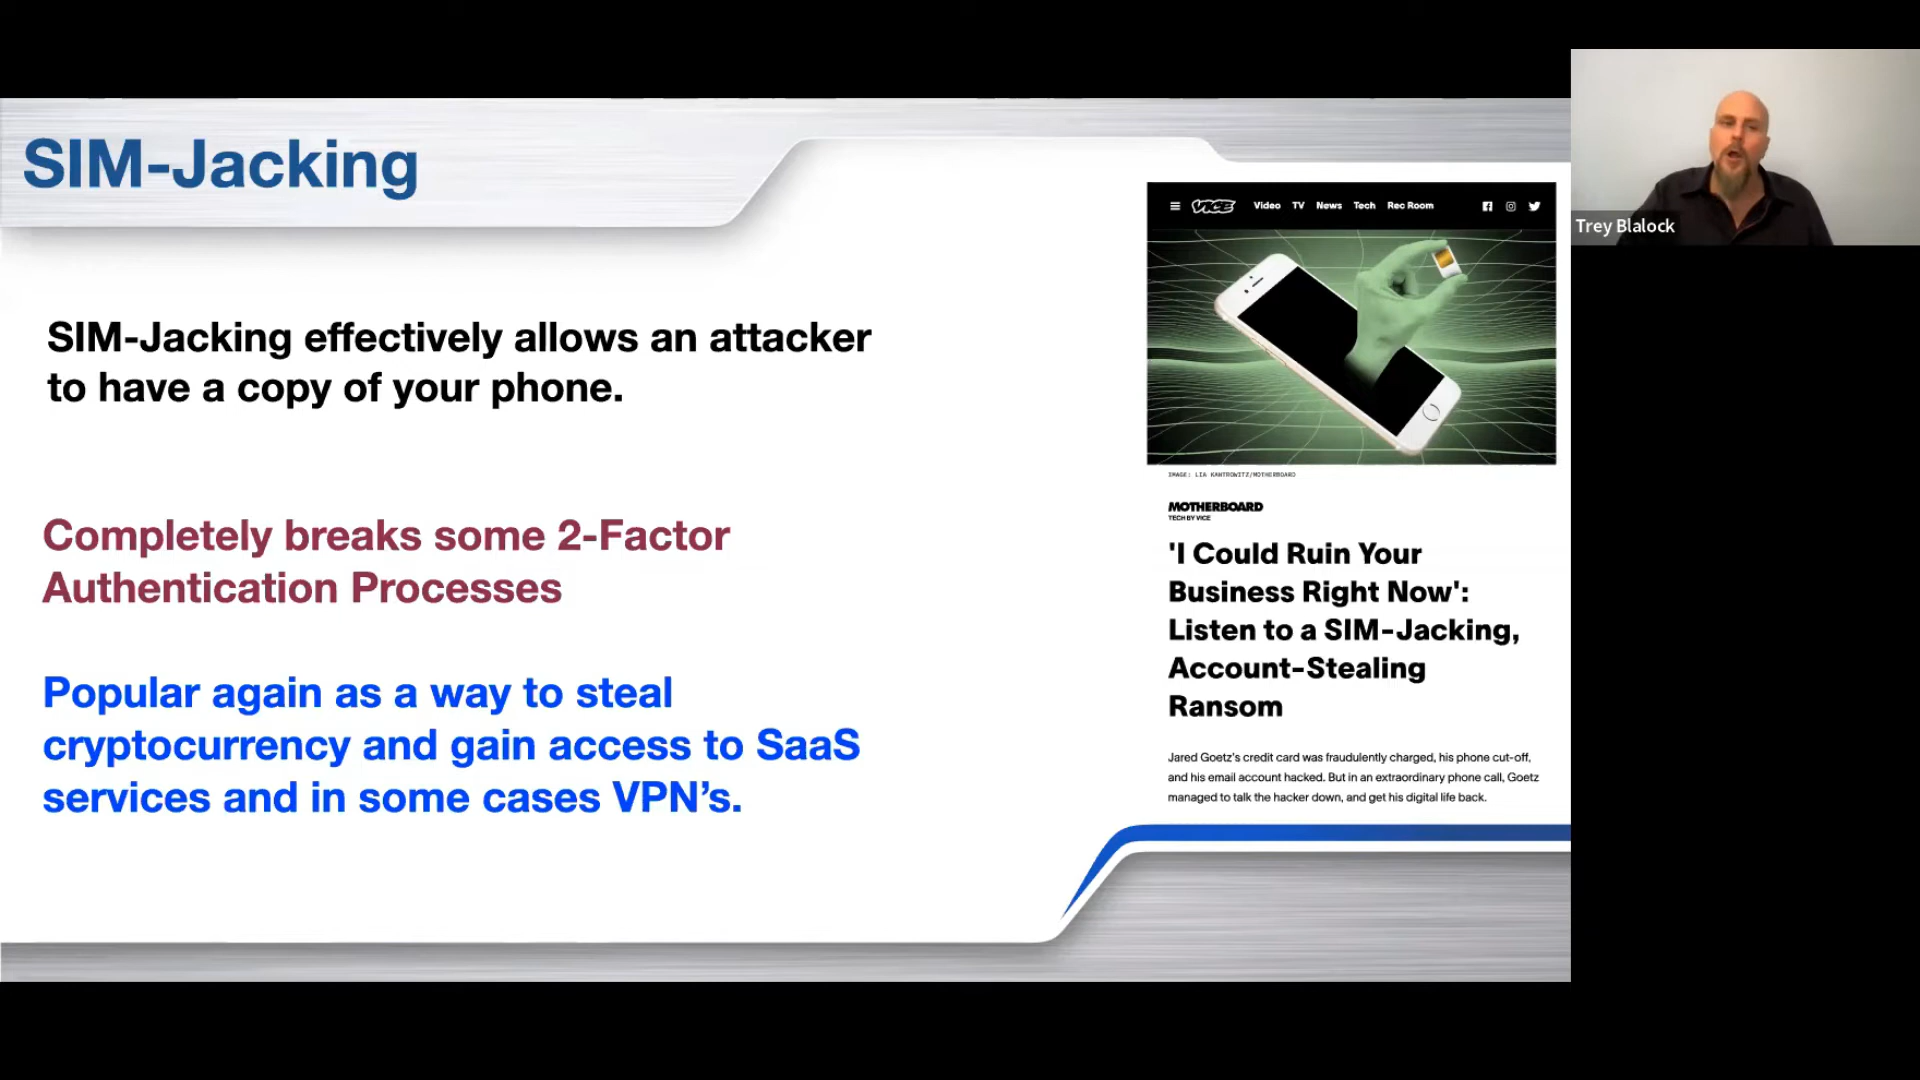 SIM-Jacking
SIM-Jacking effectively allows an attacker
to have a copy of your phone.
Completely breaks some 2-Factor
Authentication Processes
Popular again as a way to steal
cryptocurrency and gain access to SaaS
services and in some cases VPN’s.
VICE Video TV News Tech Rec Room
IMAGE: LIA KANTROWITZ/MOTHERBOARD
MOTHERBOARD
TECH BY VICE
'I Could Ruin Your
Business Right Now':
Listen to a SIM-Jacking,
Account-Stealing
Ransom
Jared Goetz’s credit card was fraudulently charged, his phone cut-off,
and his email account hacked. But in an extraordinary phone call, Goetz
managed to talk the hacker down, and get his digital life back.
Trey Blalock